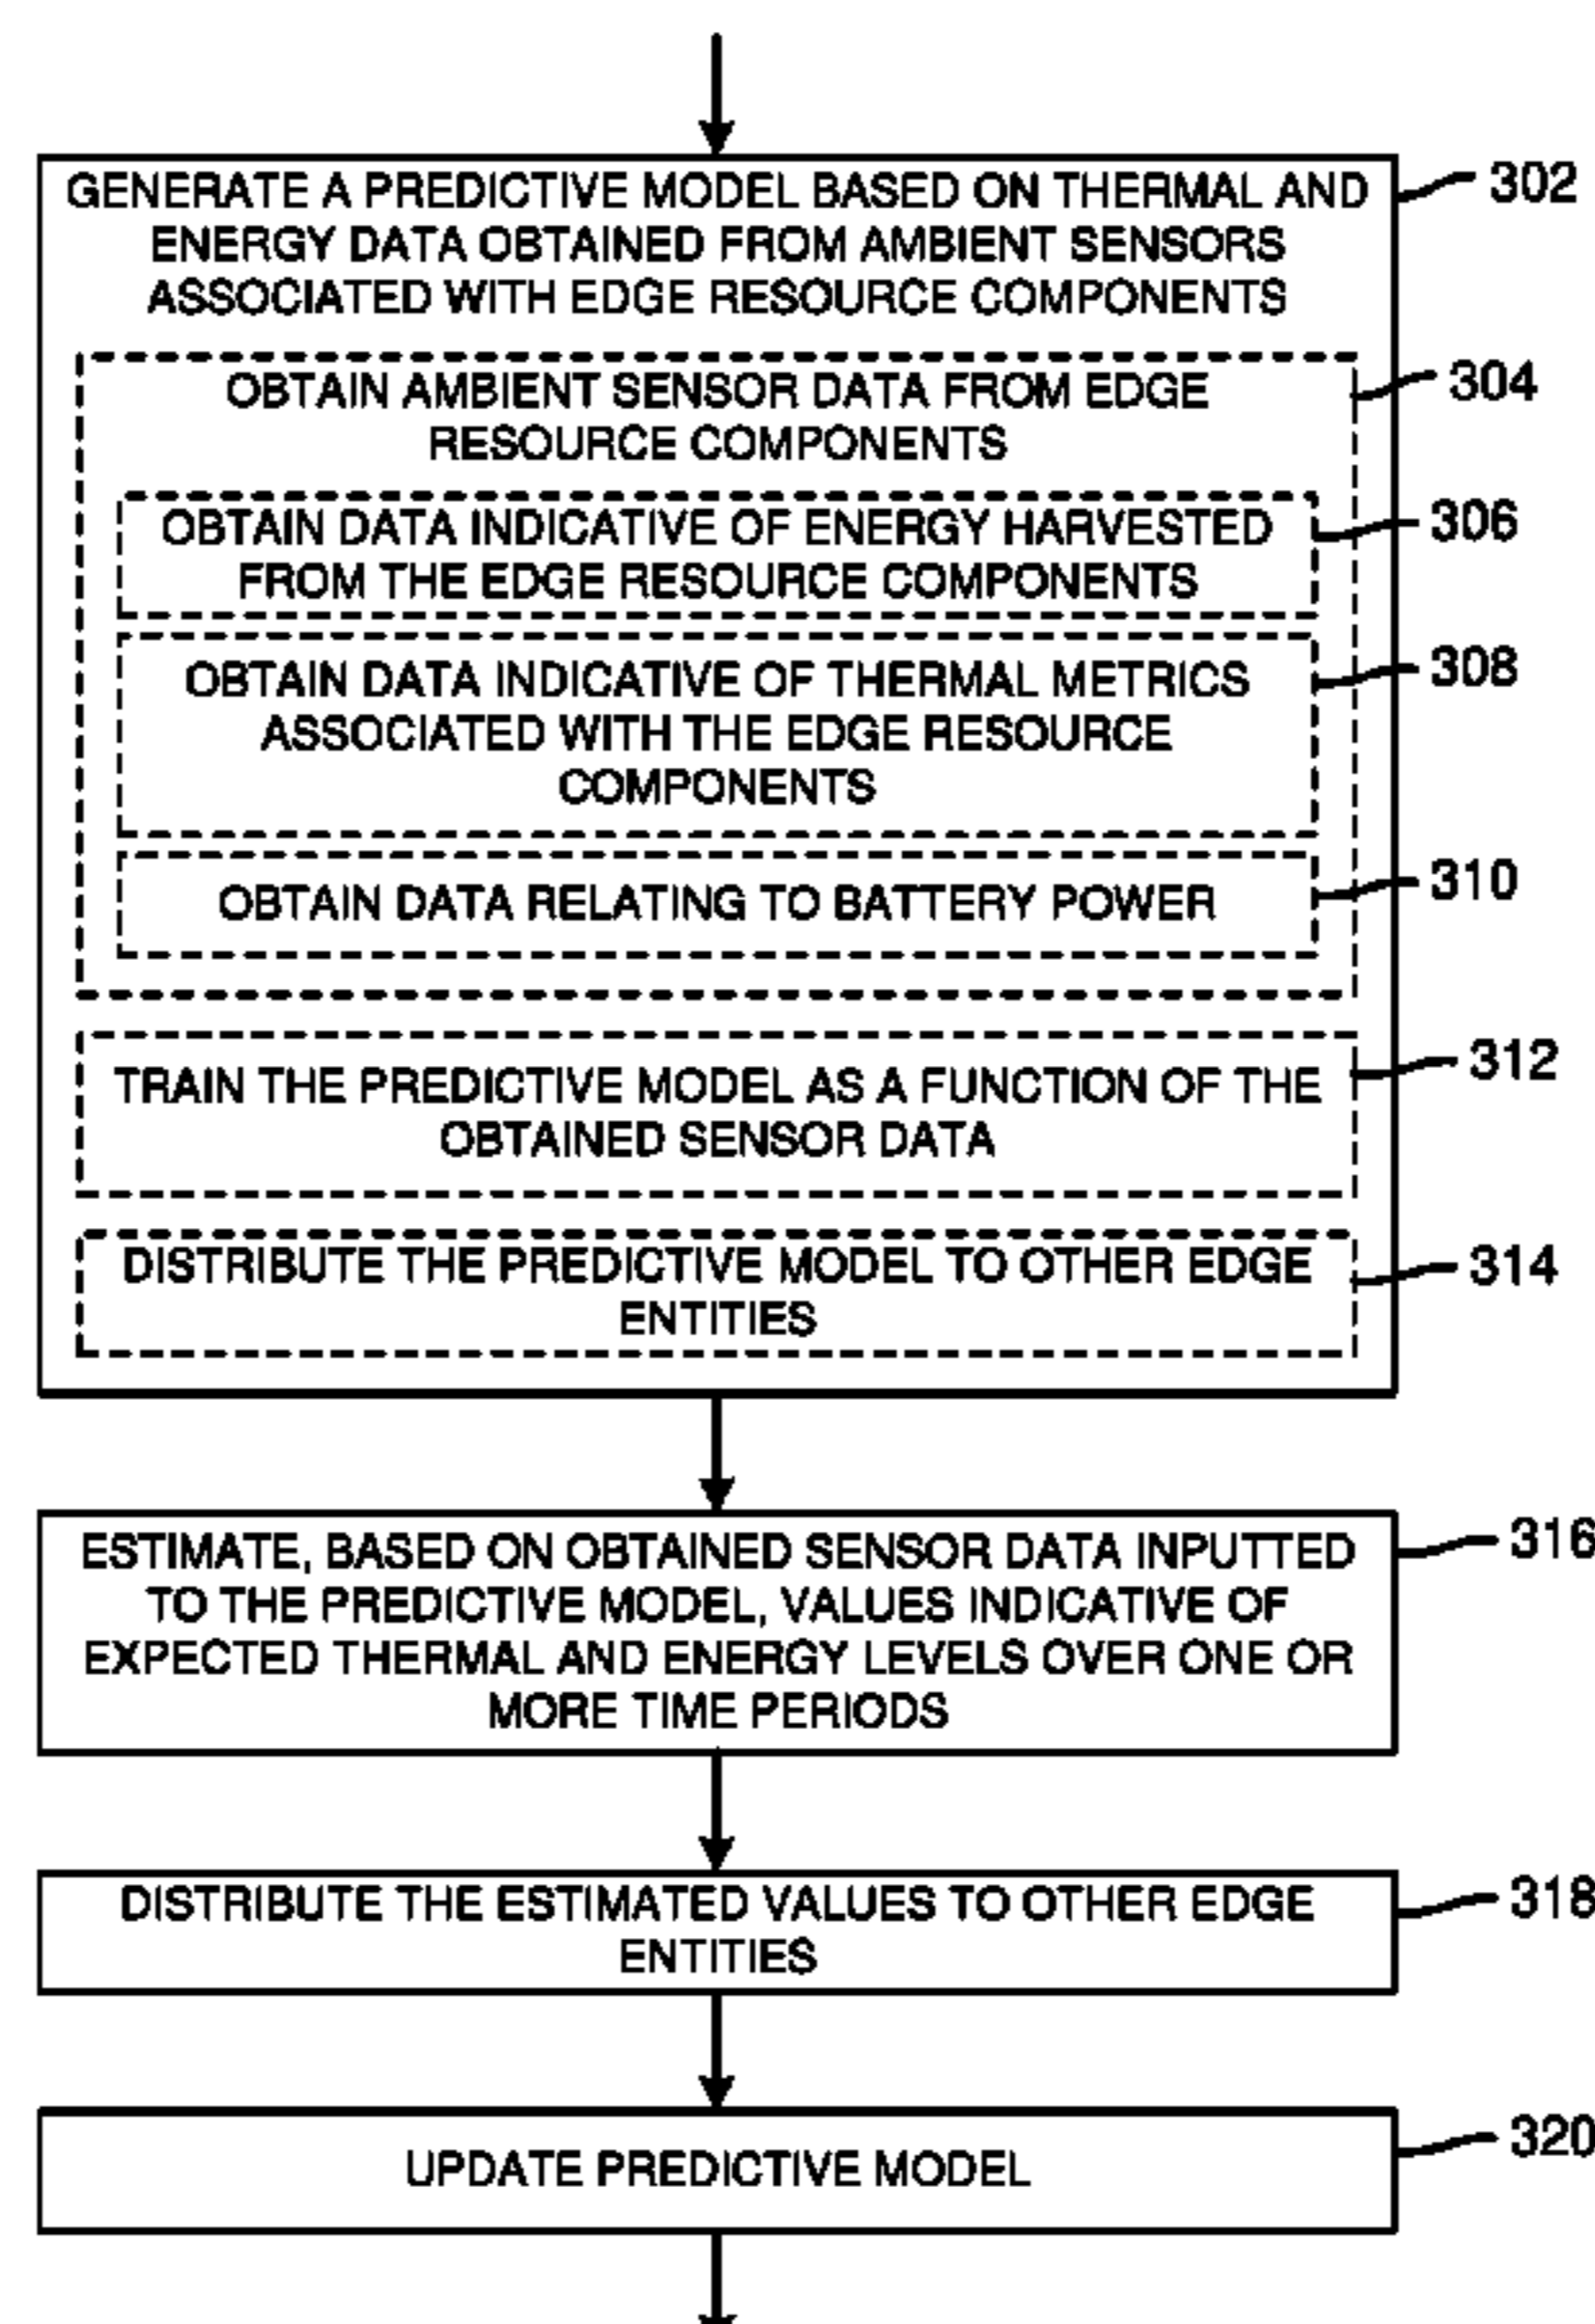 GENERATE A PREDICTIVE MODEL BASED ON THERMAL AND
ENERGY DATA OBTAINED FROM AMBIENT SENSORS
ASSOCIATED WITH EDGE RESOURCE COMPONENTS
302
OBTAIN AMBIENT SENSOR DATA FROM EDGE
RESOURCE COMPONENTS
304
OBTAIN DATA INDICATIVE OF ENERGY HARVESTED
FROM THE EDGE RESOURCE COMPONENTS
306
OBTAIN DATA INDICATIVE OF THERMAL METRICS
ASSOCIATED WITH THE EDGE RESOURCE
COMPONENTS
308
OBTAIN DATA RELATING TO BATTERY POWER
310
TRAIN THE PREDICTIVE MODEL AS A FUNCTION OF THE
OBTAINED SENSOR DATA
312
DISTRIBUTE THE PREDICTIVE MODEL TO OTHER EDGE
ENTITIES
314
ESTIMATE, BASED ON OBTAINED SENSOR DATA INPUTTED
TO THE PREDICTIVE MODEL, VALUES INDICATIVE OF
EXPECTED THERMAL AND ENERGY LEVELS OVER ONE OR
MORE TIME PERIODS
316
DISTRIBUTE THE ESTIMATED VALUES TO OTHER EDGE
ENTITIES
318
UPDATE PREDICTIVE MODEL
320